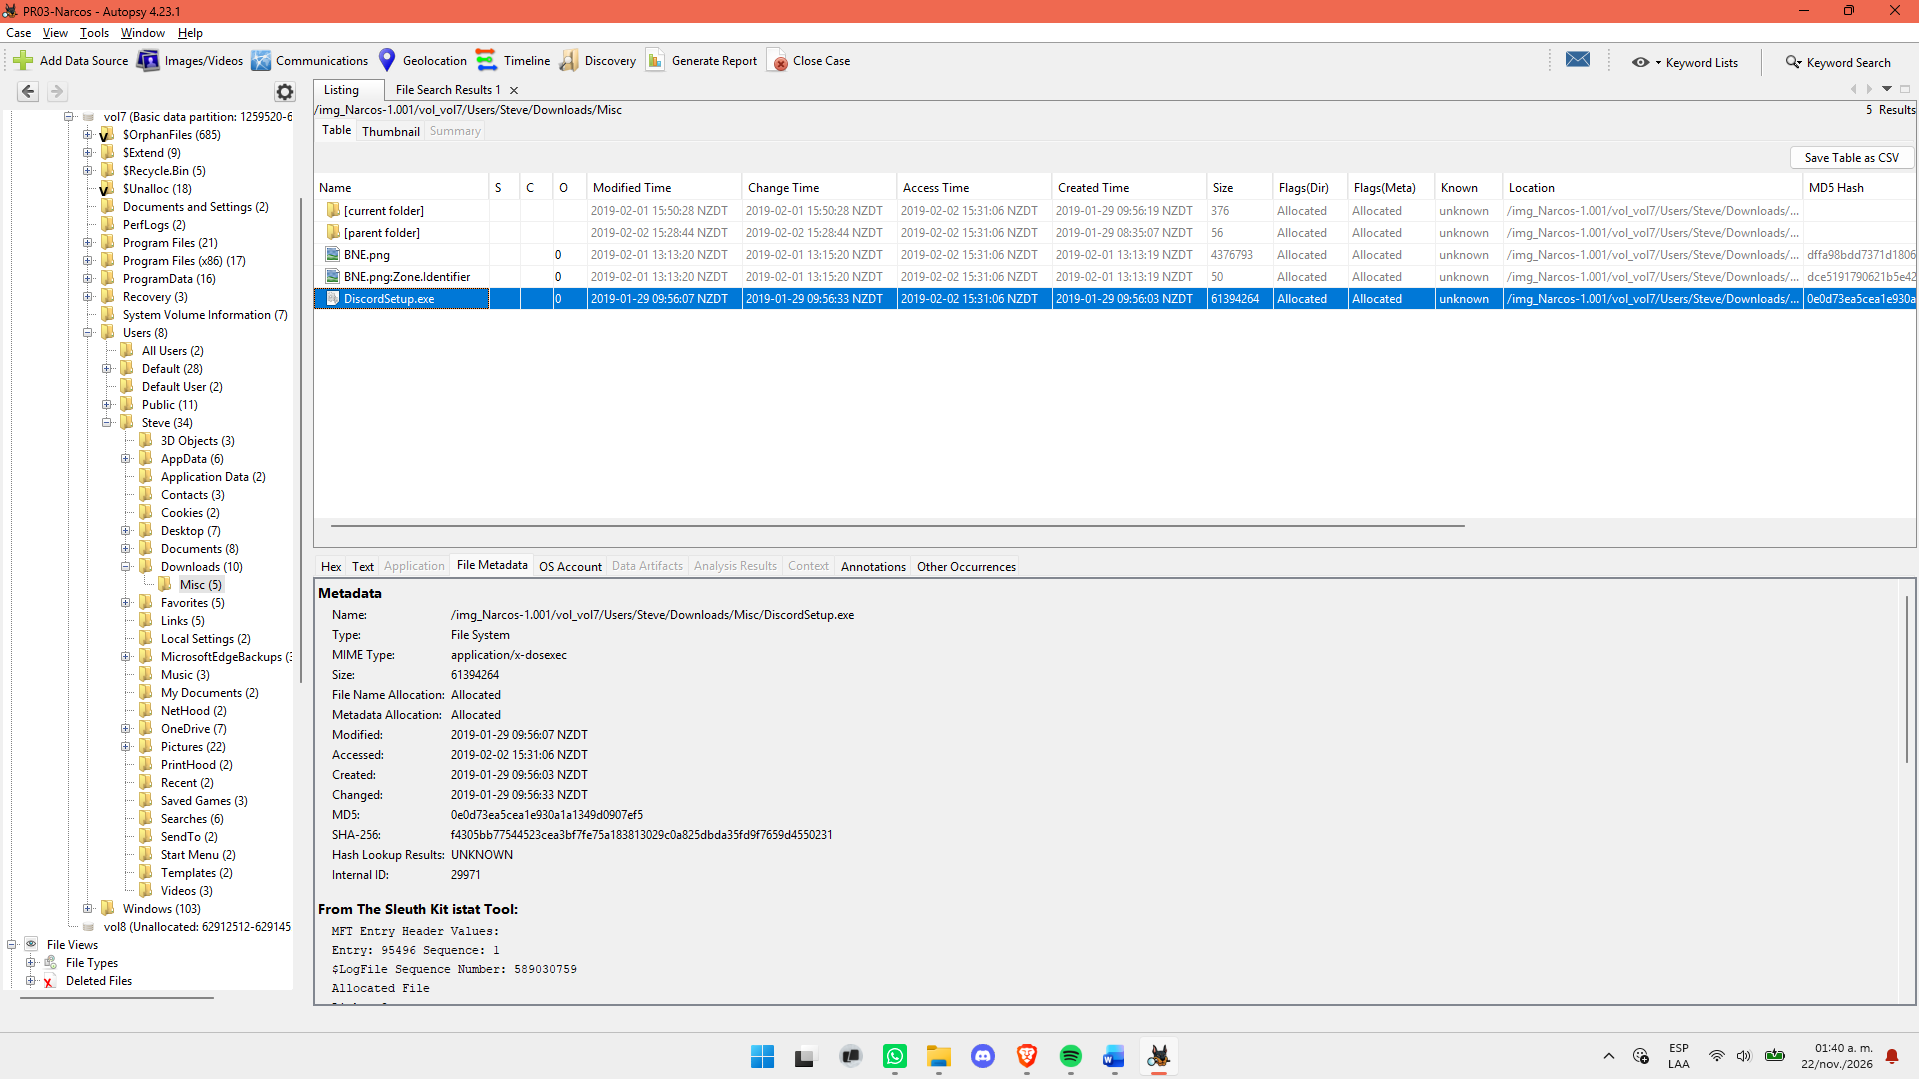 PR03-Narcos - Autopsy 4.23.1
Case View Tools Window Help
Add Data Source Images/Videos Communications Geolocation Timeline Discovery Generate Report Close Case Keyword Lists Keyword Search
Listing File Search Results 1
/img_Narcos-1.001/vol_vol7/Users/Steve/Downloads/Misc 5 Results
Table Thumbnail Summary
Save Table as CSV
Name S C O Modified Time Change Time Access Time Created Time Size Flags(Dir) Flags(Meta) Known Location MD5 Hash
[current folder] 2019-02-01 15:50:28 NZDT 2019-02-01 15:50:28 NZDT 2019-02-02 15:31:06 NZDT 2019-01-29 09:56:19 NZDT 376 Allocated Allocated unknown /img_Narcos-1.001/vol_vol7/Users/Steve/Downloads/...
[parent folder] 2019-02-02 15:28:44 NZDT 2019-02-02 15:28:44 NZDT 2019-02-02 15:31:06 NZDT 2019-01-29 08:35:07 NZDT 56 Allocated Allocated unknown /img_Narcos-1.001/vol_vol7/Users/Steve/Downloads/...
BNE.png 0 2019-02-01 13:13:20 NZDT 2019-02-01 13:15:20 NZDT 2019-02-02 15:31:06 NZDT 2019-02-01 13:13:19 NZDT 4376793 Allocated Allocated unknown /img_Narcos-1.001/vol_vol7/Users/Steve/Downloads/... dffa98bdd7371d1806
BNE.png:Zone.Identifier 0 2019-02-01 13:13:20 NZDT 2019-02-01 13:15:20 NZDT 2019-02-02 15:31:06 NZDT 2019-02-01 13:13:19 NZDT 50 Allocated Allocated unknown /img_Narcos-1.001/vol_vol7/Users/Steve/Downloads/... dce5191790621b5e42
DiscordSetup.exe 0 2019-01-29 09:56:07 NZDT 2019-01-29 09:56:33 NZDT 2019-02-02 15:31:06 NZDT 2019-01-29 09:56:03 NZDT 61394264 Allocated Allocated unknown /img_Narcos-1.001/vol_vol7/Users/Steve/Downloads/... 0e0d73ea5cea1e930a
vol7 (Basic data partition: 1259520-6
$OrphanFiles (685)
$Extend (9)
$Recycle.Bin (5)
$Unalloc (18)
Documents and Settings (2)
PerfLogs (2)
Program Files (21)
Program Files (x86) (17)
ProgramData (16)
Recovery (3)
System Volume Information (7)
Users (8)
All Users (2)
Default (28)
Default User (2)
Public (11)
Steve (34)
3D Objects (3)
AppData (6)
Application Data (2)
Contacts (3)
Cookies (2)
Desktop (7)
Documents (8)
Downloads (10)
Misc (5)
Favorites (5)
Links (5)
Local Settings (2)
MicrosoftEdgeBackups (3
Music (3)
My Documents (2)
NetHood (2)
OneDrive (7)
Pictures (22)
PrintHood (2)
Recent (2)
Saved Games (3)
Searches (6)
SendTo (2)
Start Menu (2)
Templates (2)
Videos (3)
Windows (103)
vol8 (Unallocated: 62912512-629145
File Views
File Types
Deleted Files
Hex Text Application File Metadata OS Account Data Artifacts Analysis Results Context Annotations Other Occurrences
Metadata
Name: /img_Narcos-1.001/vol_vol7/Users/Steve/Downloads/Misc/DiscordSetup.exe
Type: File System
MIME Type: application/x-dosexec
Size: 61394264
File Name Allocation: Allocated
Metadata Allocation: Allocated
Modified: 2019-01-29 09:56:07 NZDT
Accessed: 2019-02-02 15:31:06 NZDT
Created: 2019-01-29 09:56:03 NZDT
Changed: 2019-01-29 09:56:33 NZDT
MD5: 0e0d73ea5cea1e930a1a1349d0907ef5
SHA-256: f4305bb77544523cea3bf7fe75a183813029c0a825dbda35fd9f7659d4550231
Hash Lookup Results: UNKNOWN
Internal ID: 29971
From The Sleuth Kit istat Tool:
MFT Entry Header Values:
Entry: 95496 Sequence: 1
$LogFile Sequence Number: 589030759
Allocated File
ESP
LAA
01:40 a. m.
22/nov./2026